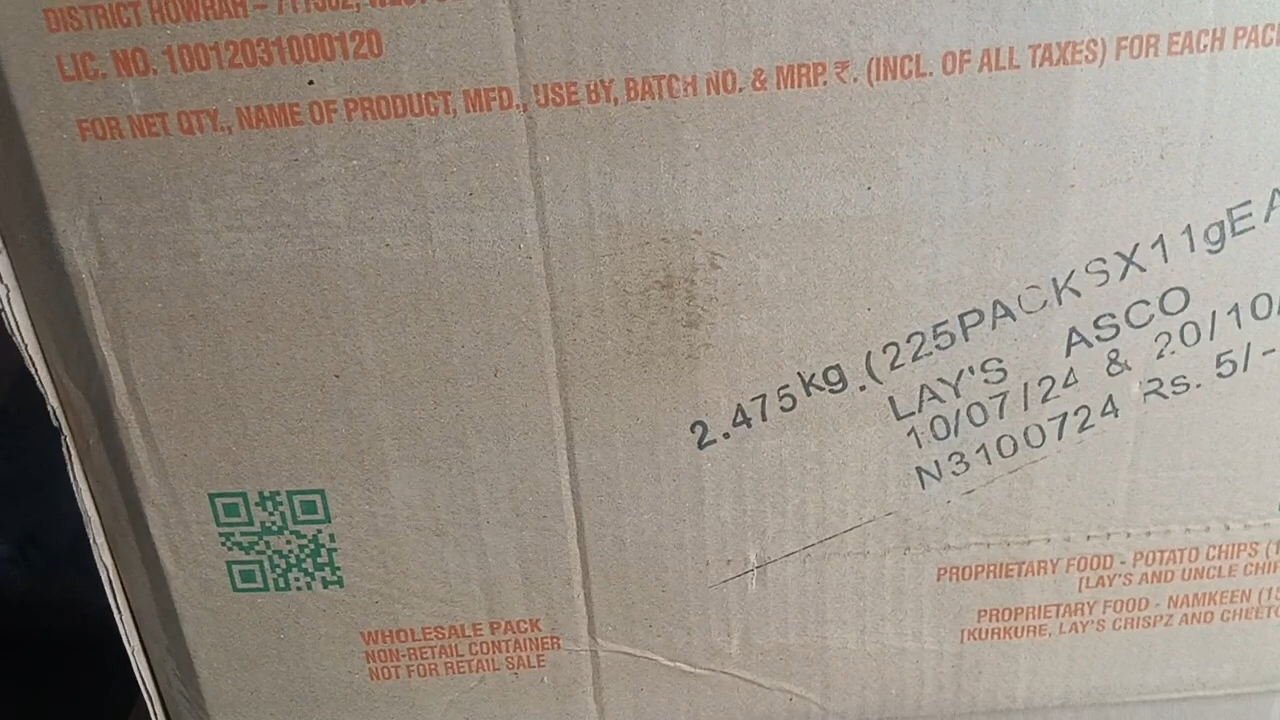 DISTRICT HOWRAH -
LIC. NO. 10012031000120
FOR NET QTY., NAME OF PRODUCT, MFD., USE BY, BATCH NO. & MRP. ₹. (INCL. OF ALL TAXES) FOR EACH PAC
2.475kg.(225PACKSX11gEA
LAY'S ASCO
10/07/24 & 20/10/
N3100724 Rs. 5/-
PROPRIETARY FOOD - POTATO CHIPS (
[LAY'S AND UNCLE CHIP
PROPRIETARY FOOD - NAMKEEN (15
[KURKURE, LAY'S CRISPZ AND CHEETO
WHOLESALE PACK
NON-RETAIL CONTAINER
NOT FOR RETAIL SALE